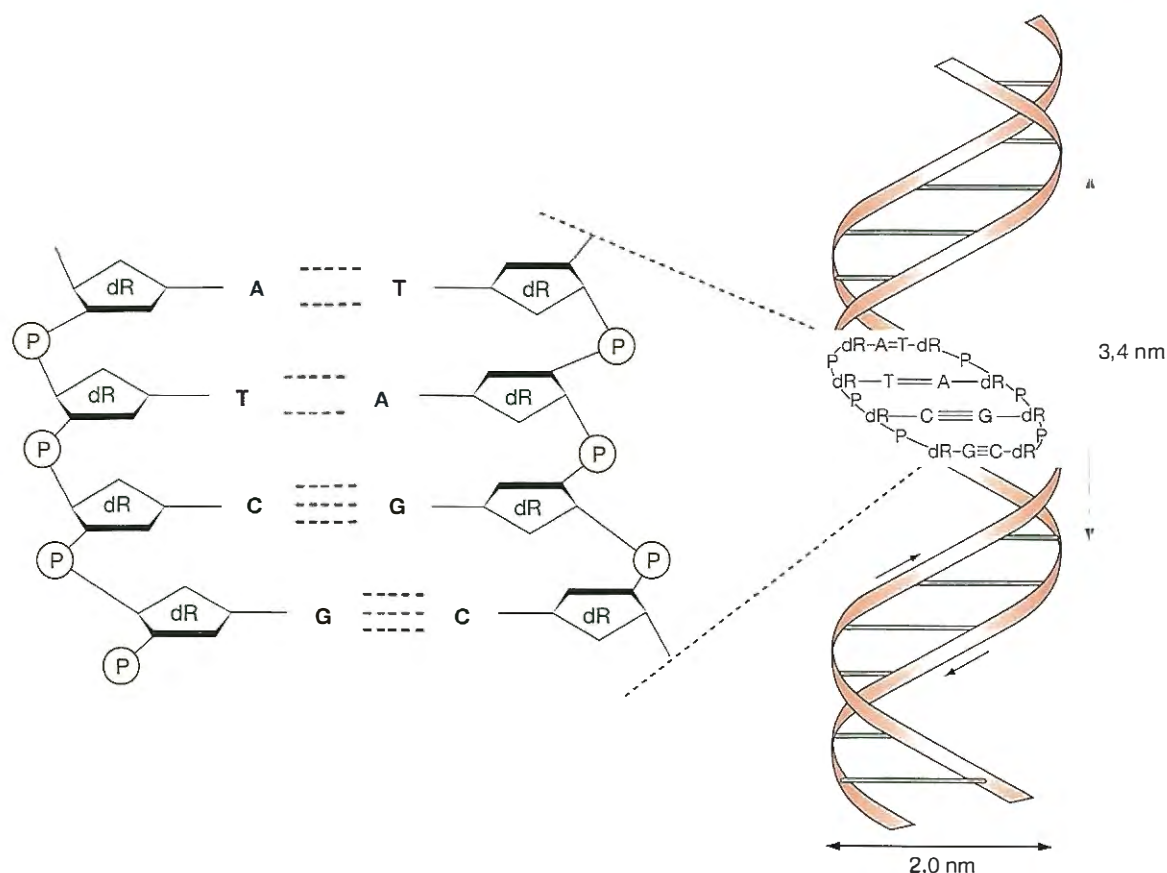 dR A T dR
P P
dR T A dR
P P
dR C G dR
P P
dR G C dR
P
dR-A=T-dR
P P
dR-T=A-dR
P P
dR-C≡G-dR
P P
dR-G≡C-dR
3,4 nm
2,0 nm